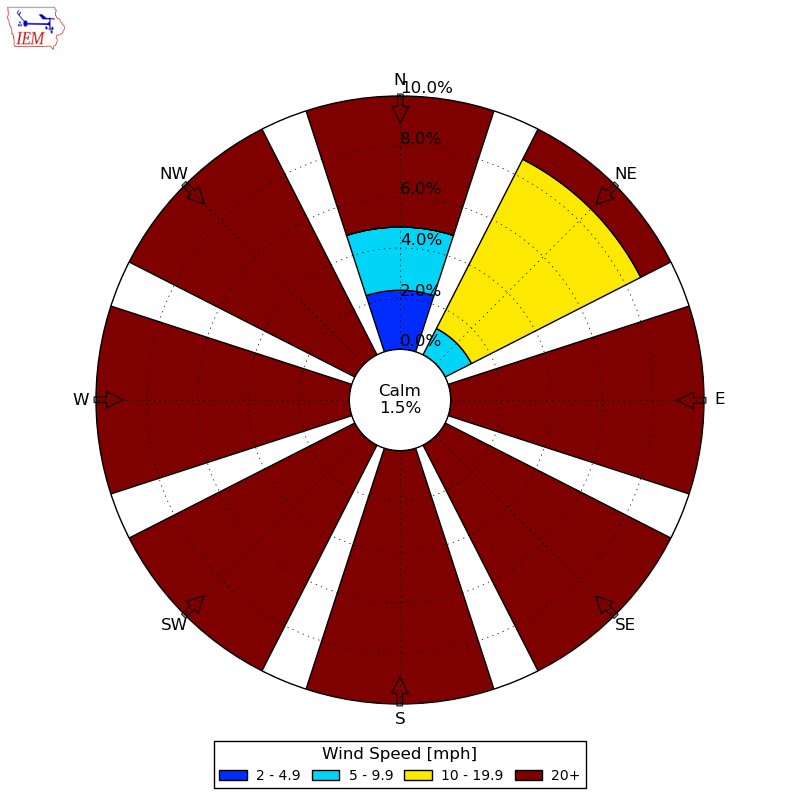 IEM
N
10.0%
NW
8.0%
NE
6.0%
4.0%
2.0%
0.0%
W
Calm
1.5%
E
SW
SE
S
Wind Speed [mph]
2 - 4.9 5 - 9.9 10 - 19.9 20+